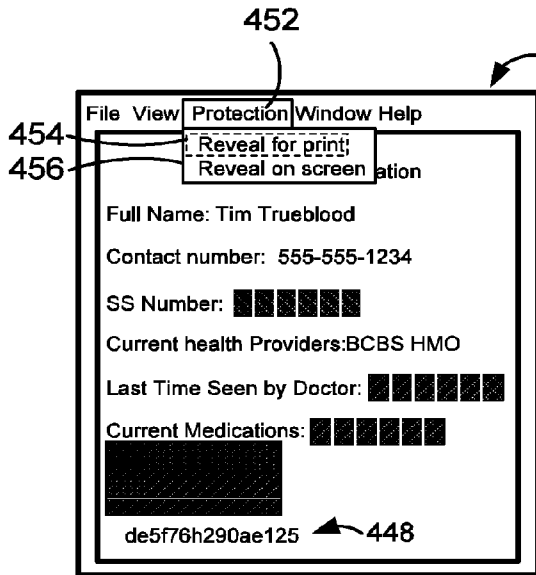 452
File View Protection Window Help
454 Reveal for print
456 Reveal on screen ation
Full Name: Tim Trueblood
Contact number: 555-555-1234
SS Number:
Current health Providers:BCBS HMO
Last Time Seen by Doctor:
Current Medications:
de5f76h290ae125 448